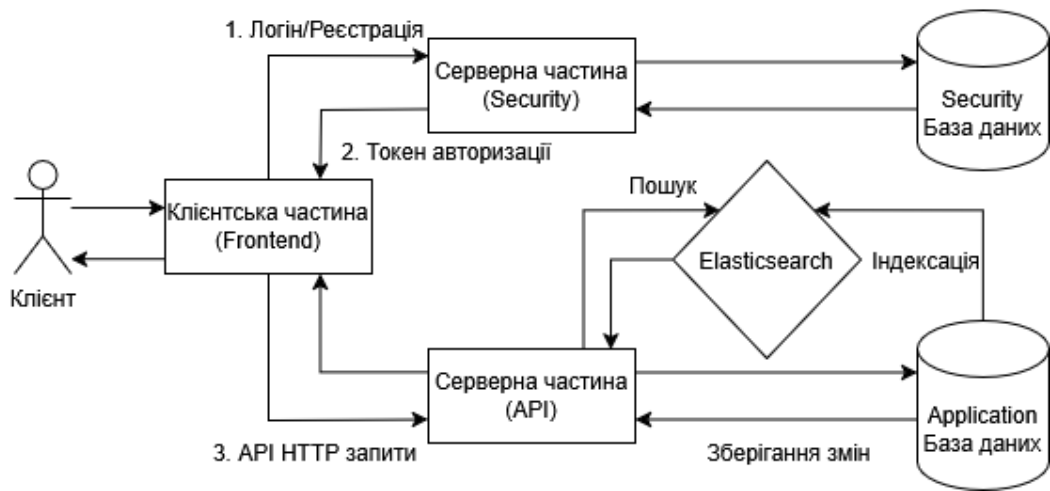 1. Логін/Реєстрація
Серверна частина
(Security)
Security
База даних
2. Токен авторизації
Пошук
Клієнтська частина
(Frontend)
Elasticsearch
Індексація
Клієнт
Серверна частина
(API)
Application
База даних
3. API HTTP запити
Зберігання змін